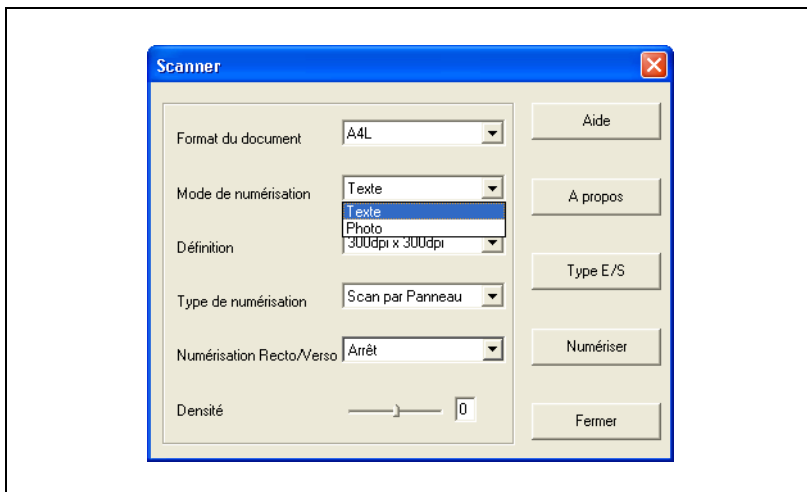 Scanner
Format du document A4L
Aide
Mode de numérisation Texte
A propos
Texte
Photo
Définition 300dpi x 300dpi
Type E/S
Type de numérisation Scan par Panneau
Numérisation Recto/Verso Arrêt
Numériser
Densité 0
Fermer